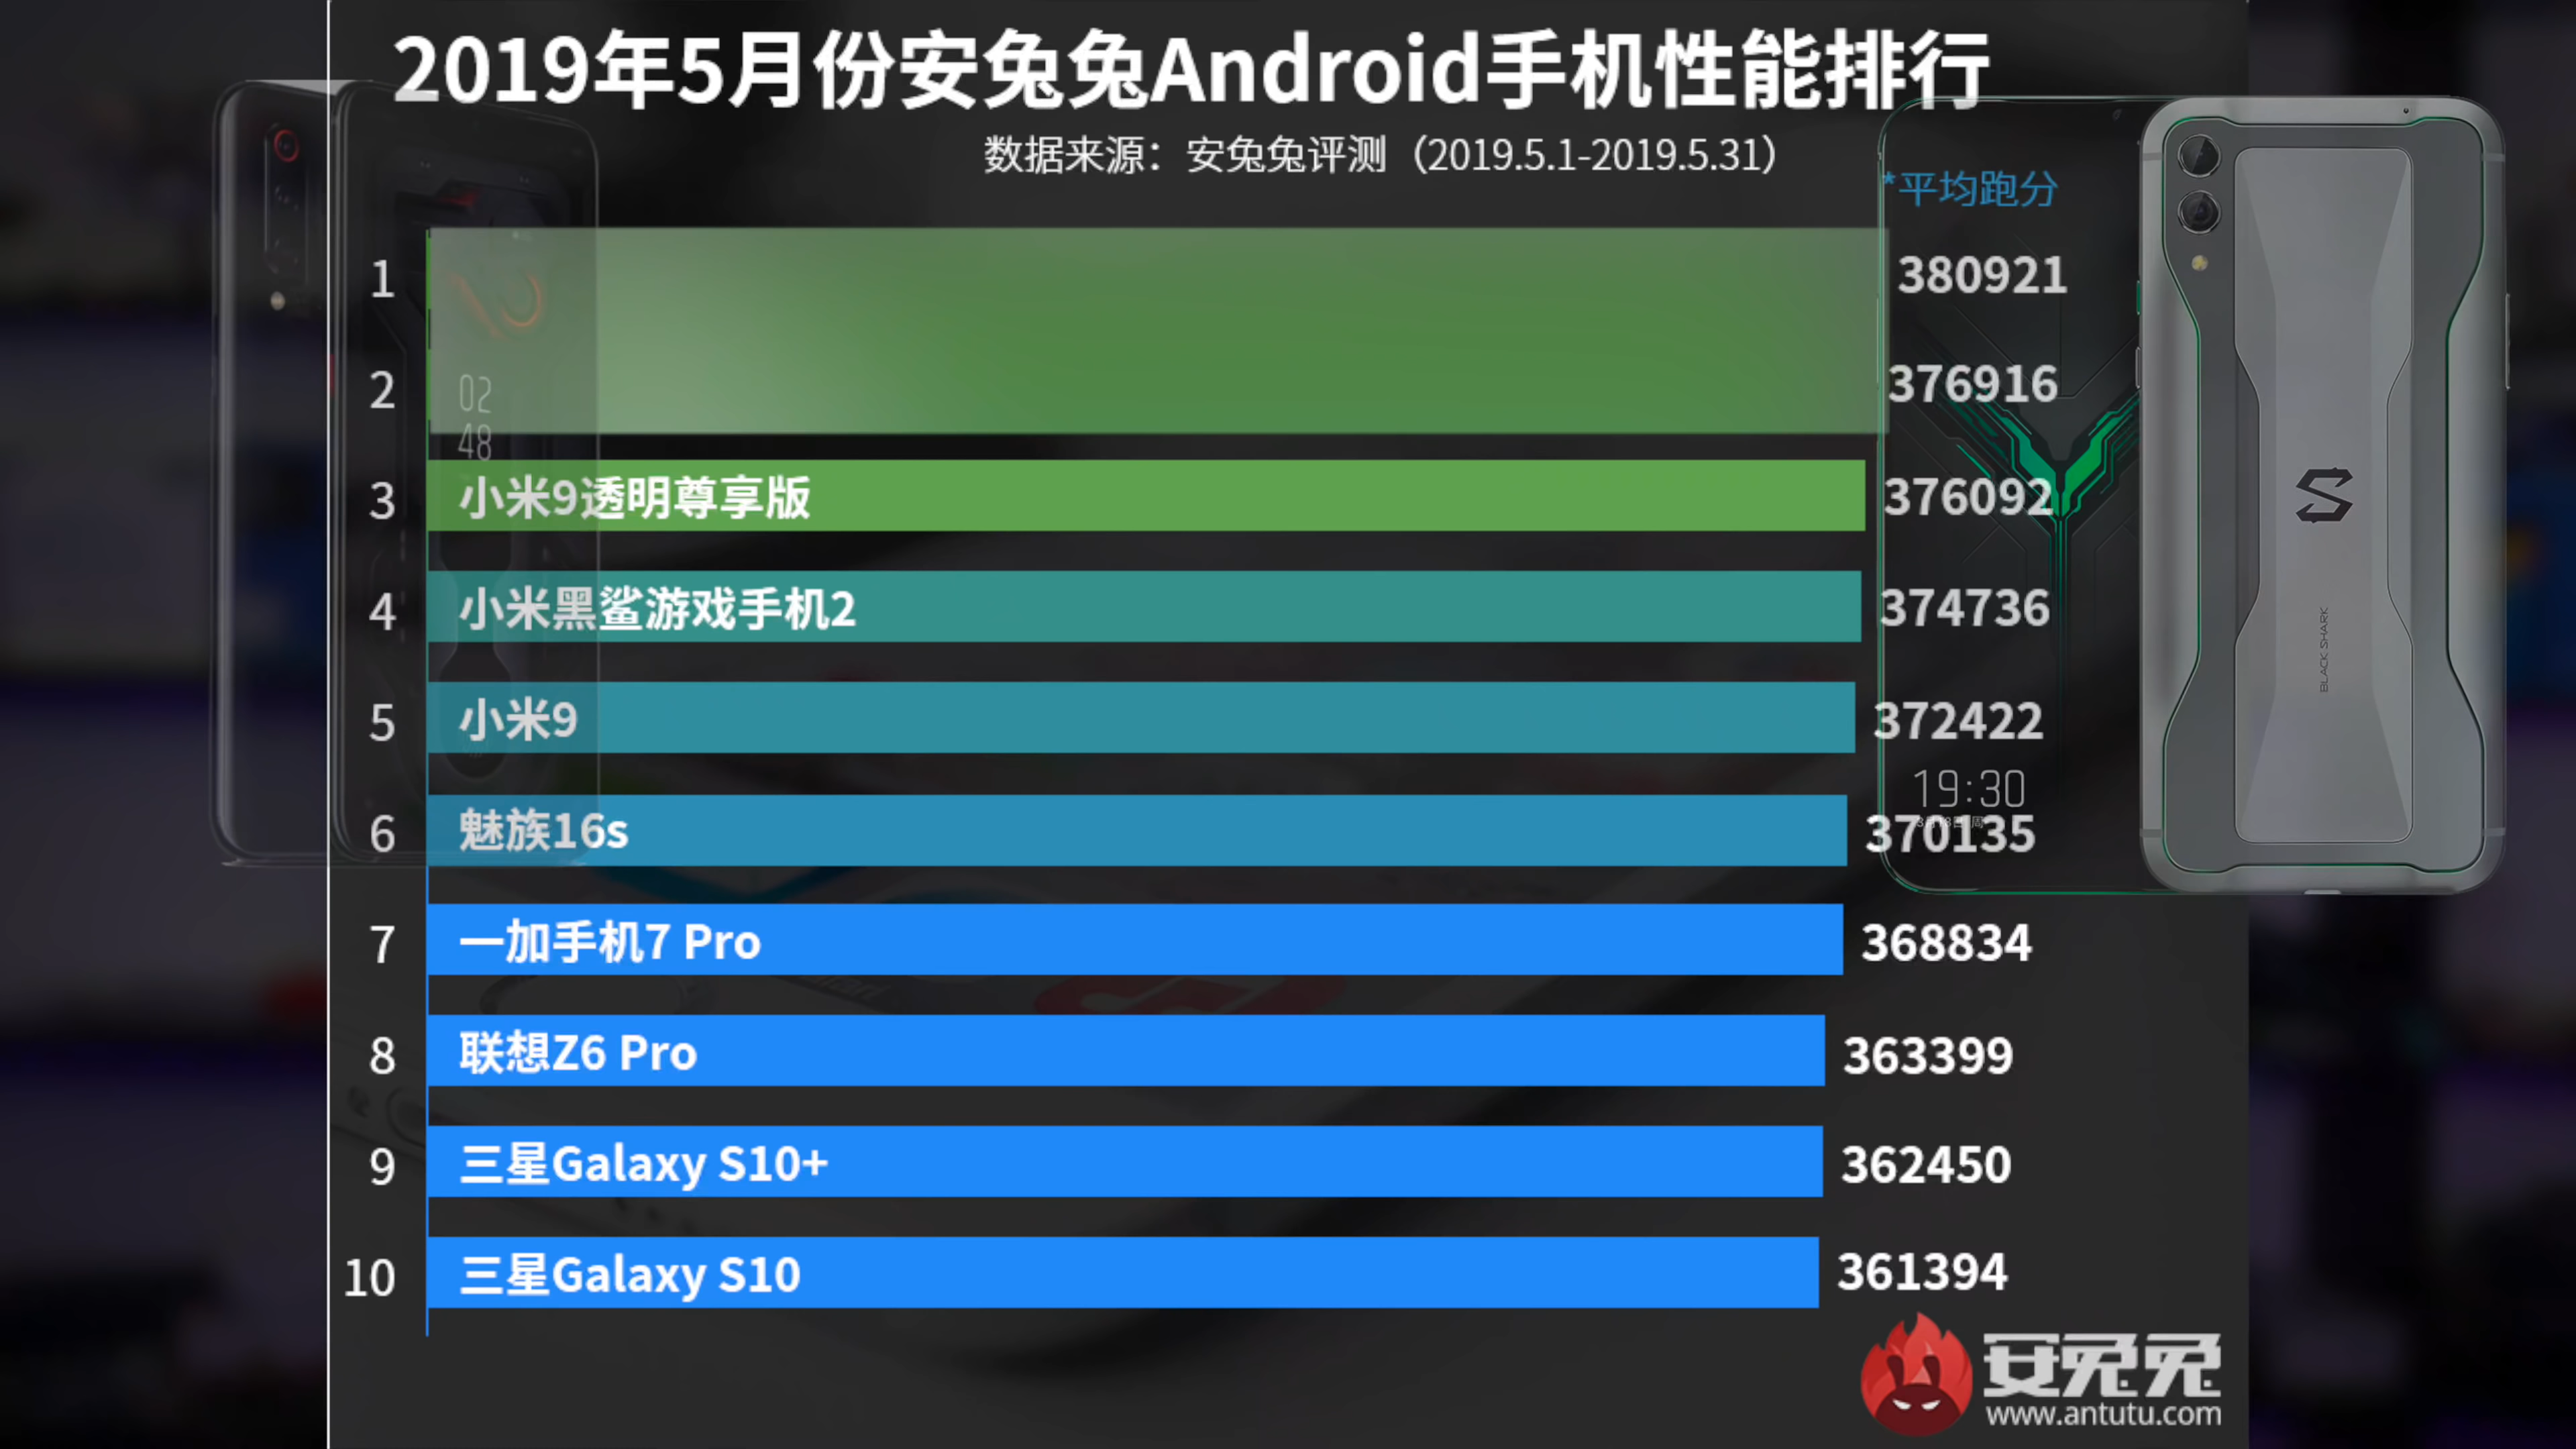 2019年5月份安兔兔Android手机性能排行
数据来源：安兔兔评测（2019.5.1-2019.5.31）
*平均跑分
1 380921
2 376916
02
48
3 小米9透明尊享版 376092
4 小米黑鲨游戏手机2 374736
5 小米9 372422
19:30
6 魅族16s 370135
7 一加手机7 Pro 368834
8 联想Z6 Pro 363399
9 三星Galaxy S10+ 362450
10 三星Galaxy S10 361394
BLACK SHARK
安兔兔
www.antutu.com